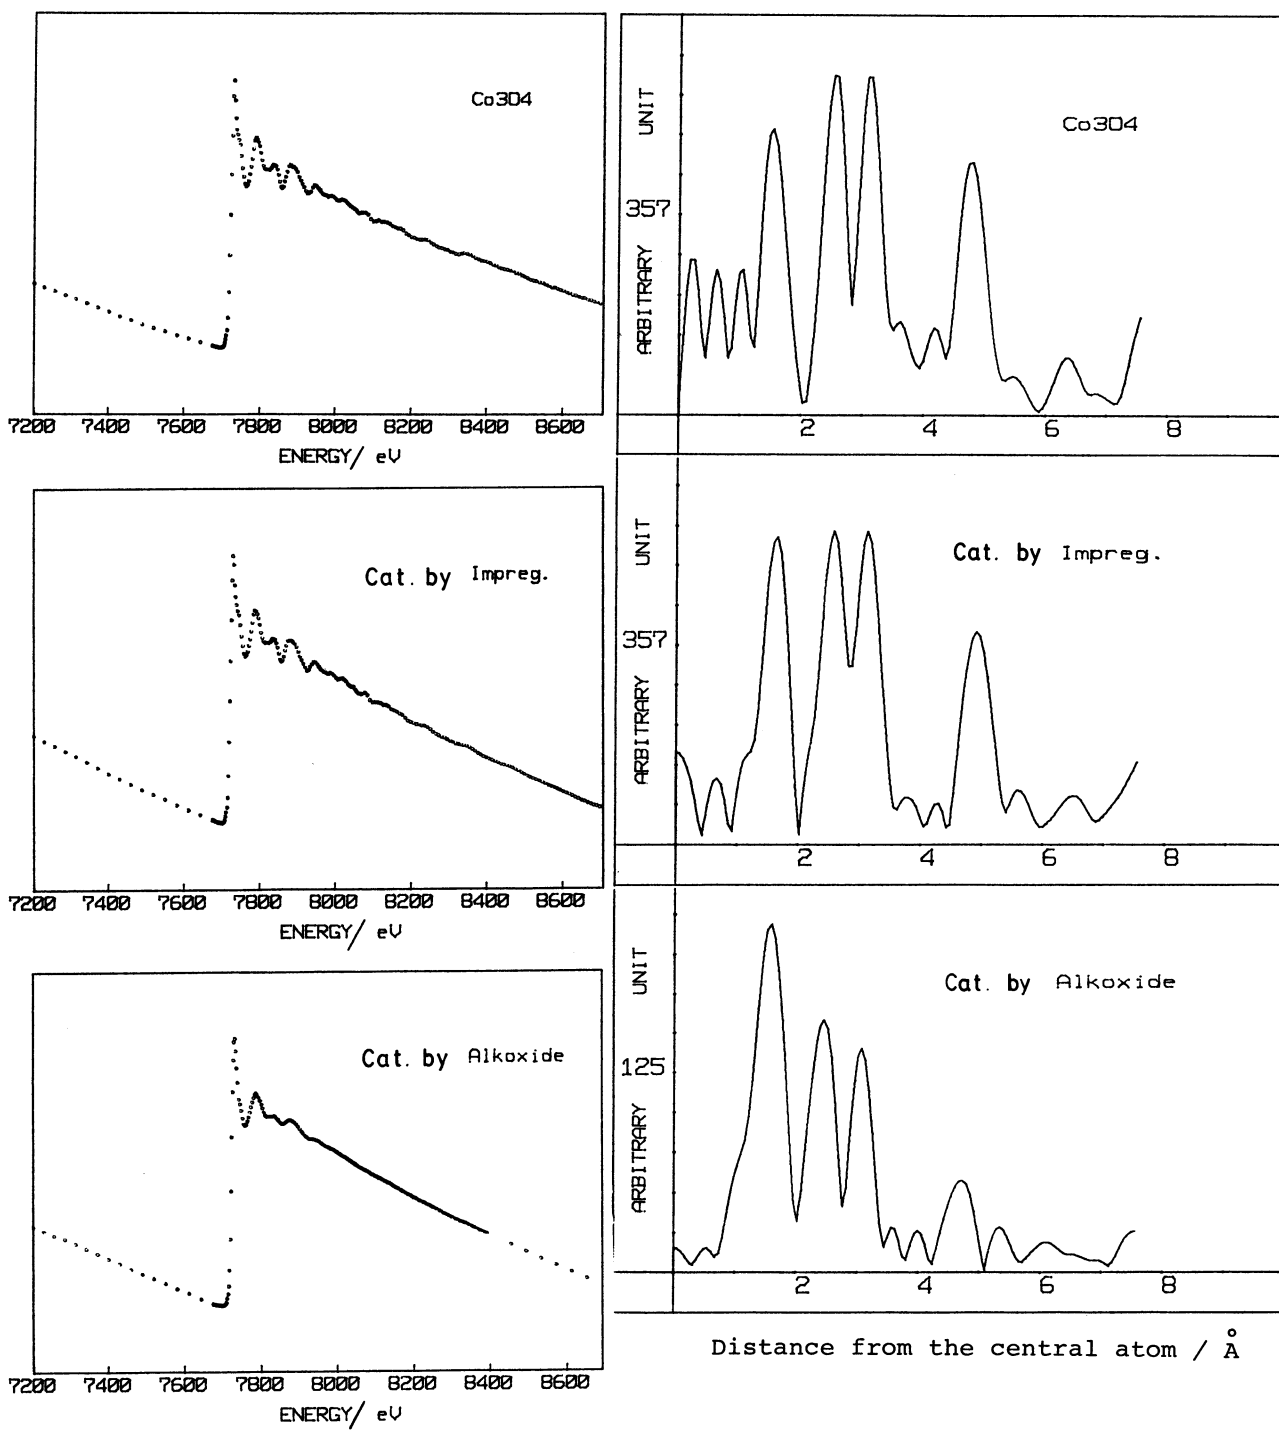 Co3O4
7200 7400 7600 7800 8000 8200 8400 8600
ENERGY/ eV
Cat. by Impreg.
7200 7400 7600 7800 8000 8200 8400 8600
ENERGY/ eV
Cat. by Alkoxide
7200 7400 7600 7800 8000 8200 8400 8600
ENERGY/ eV
ARBITRARY UNIT
357
Co3O4
2 4 6 8
ARBITRARY UNIT
357
Cat. by Impreg.
2 4 6 8
ARBITRARY UNIT
125
Cat. by Alkoxide
2 4 6 8
Distance from the central atom / Å